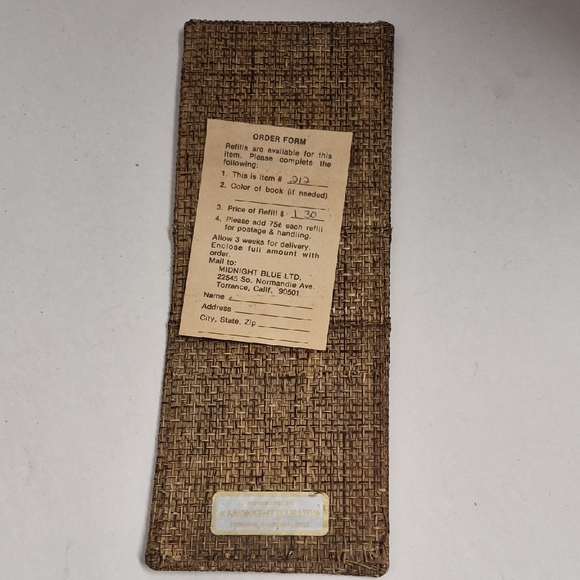 ORDER FORM
Refills are available for this
item. Please complete the
following:
1. This is item # 212
2. Color of book (if needed)
3. Price of Refill $ 1.30
4. Please add 75¢ each refill
for postage & handling.
Allow 3 weeks for delivery.
Enclose full amount with
order.
Mail to:
MIDNIGHT BLUE LTD.
22545 So. Normandie Ave.
Torrance, Calif. 90501
Name
Address
City, State, Zip
MIDNIGHT BLUE LTD